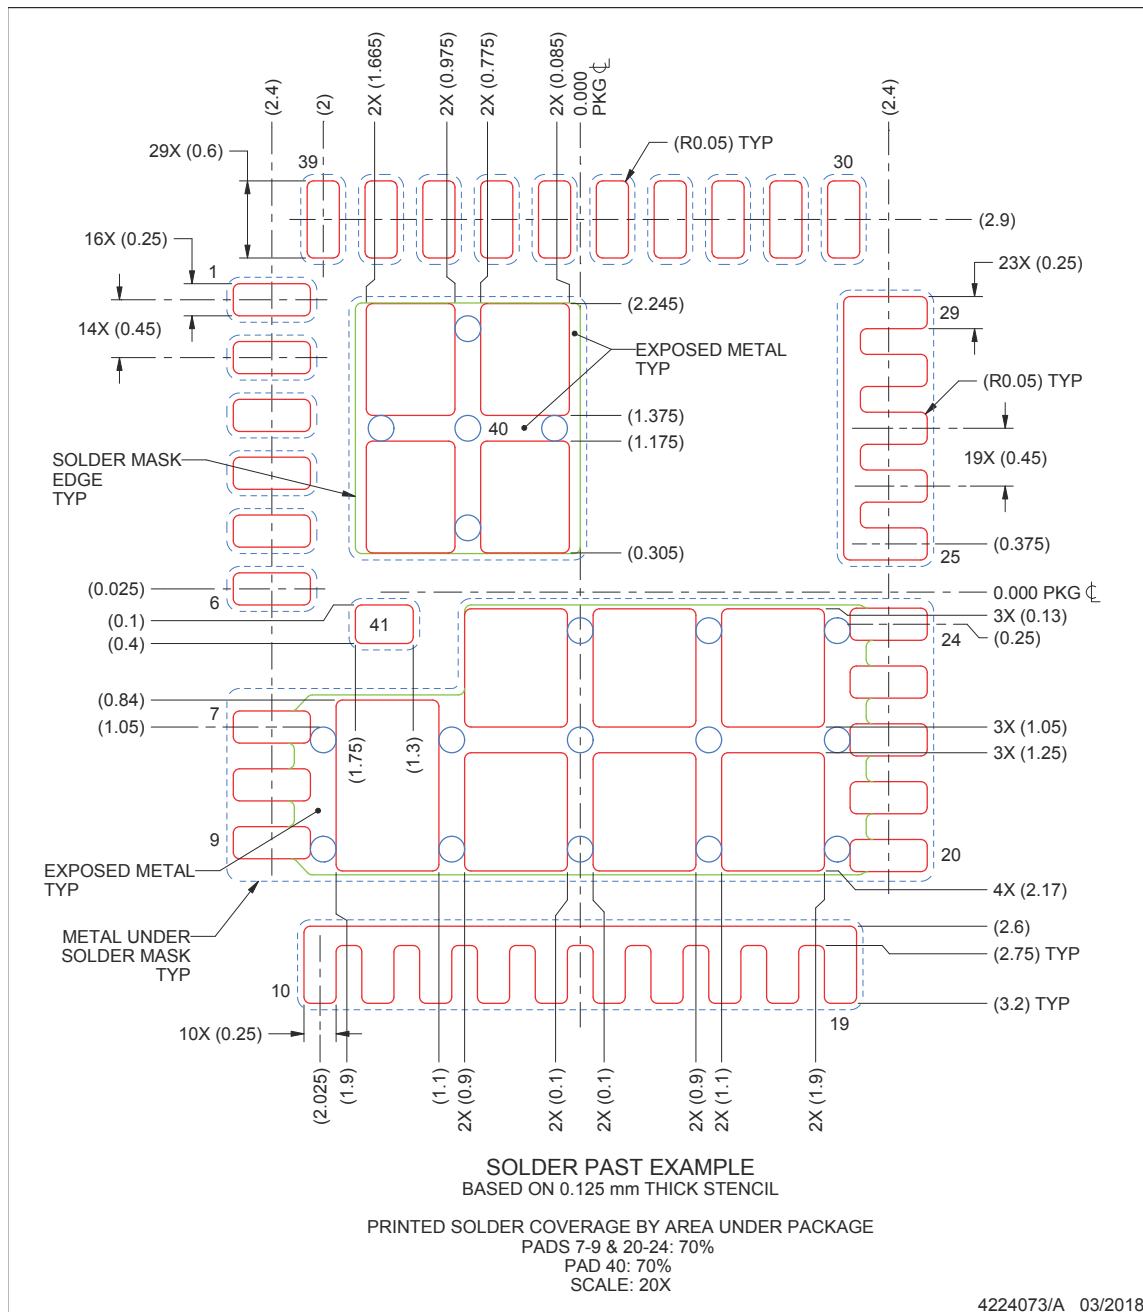 (2.4)
(2)
2X (1.665)
2X (0.975)
2X (0.775)
2X (0.085)
0.000
PKG ℄
(2.4)
29X (0.6)
39
(R0.05) TYP
30
(2.9)
16X (0.25)
1
23X (0.25)
14X (0.45)
(2.245)
29
EXPOSED METAL
TYP
(R0.05) TYP
(1.375)
40
(1.175)
SOLDER MASK
EDGE
TYP
19X (0.45)
(0.375)
(0.305)
25
(0.025)
6
0.000 PKG ℄
(0.1)
41
(0.4)
3X (0.13)
(0.25)
24
(0.84)
7
(1.05)
(1.75)
(1.3)
3X (1.05)
3X (1.25)
9
20
EXPOSED METAL
TYP
4X (2.17)
METAL UNDER
SOLDER MASK
TYP
(2.6)
(2.75) TYP
10
(3.2) TYP
19
10X (0.25)
(2.025)
(1.9)
(1.1)
2X (0.9)
2X (0.1)
2X (0.1)
2X (0.9)
2X (1.1)
2X (1.9)
SOLDER PAST EXAMPLE
BASED ON 0.125 mm THICK STENCIL
PRINTED SOLDER COVERAGE BY AREA UNDER PACKAGE
PADS 7-9 & 20-24: 70%
PAD 40: 70%
SCALE: 20X
4224073/A 03/2018